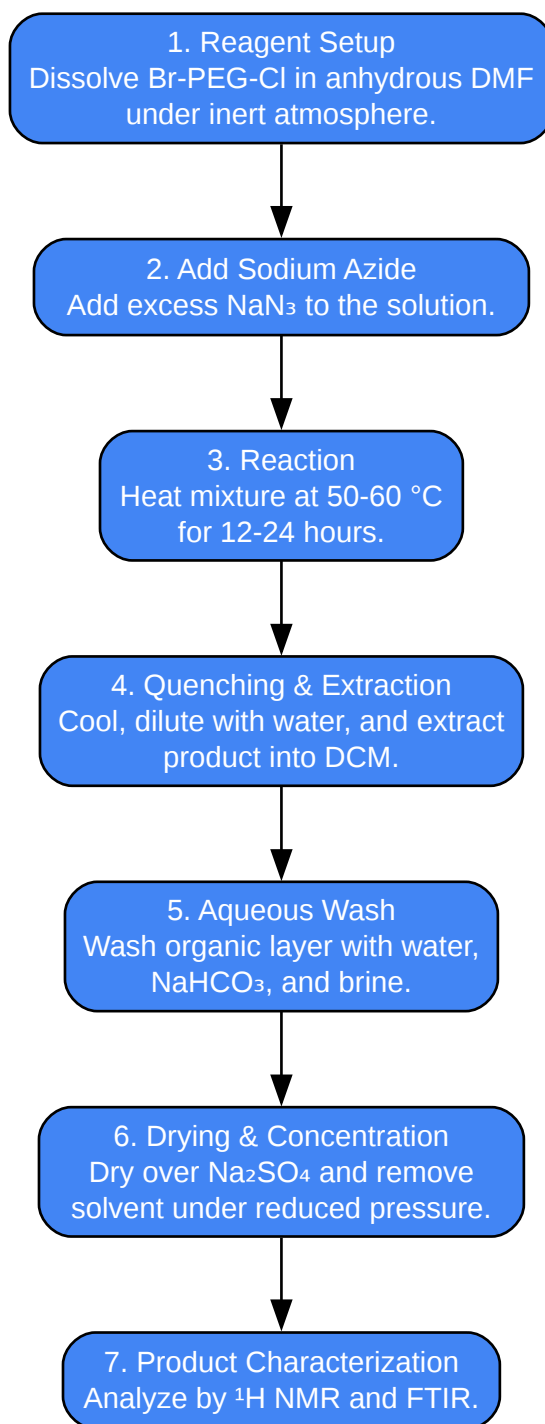 1. Reagent Setup
Dissolve Br-PEG-Cl in anhydrous DMF
under inert atmosphere.
2. Add Sodium Azide
Add excess NaN₃ to the solution.
3. Reaction
Heat mixture at 50-60 °C
for 12-24 hours.
4. Quenching & Extraction
Cool, dilute with water, and extract
product into DCM.
5. Aqueous Wash
Wash organic layer with water,
NaHCO₃, and brine.
6. Drying & Concentration
Dry over Na₂SO₄ and remove
solvent under reduced pressure.
7. Product Characterization
Analyze by ¹H NMR and FTIR.